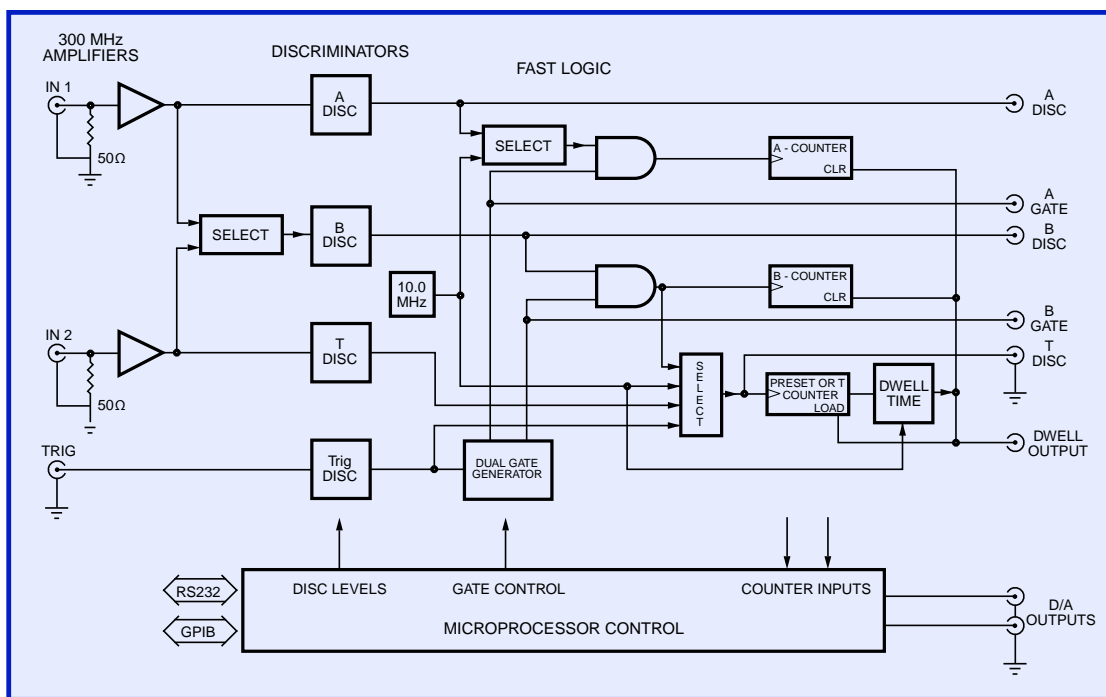 300 MHz
AMPLIFIERS
DISCRIMINATORS
FAST LOGIC
IN 1
50Ω
A
DISC
SELECT
A - COUNTER
CLR
A
DISC
A
GATE
SELECT
B
DISC
B
DISC
10.0
MHz
B - COUNTER
CLR
B
GATE
IN 2
50Ω
T
DISC
SELECT
PRESET OR T
COUNTER
LOAD
DWELL
TIME
T
DISC
TRIG
Trig
DISC
DUAL GATE
GENERATOR
DWELL
OUTPUT
RS232
GPIB
DISC LEVELS
GATE CONTROL
COUNTER INPUTS
MICROPROCESSOR CONTROL
D/A
OUTPUTS